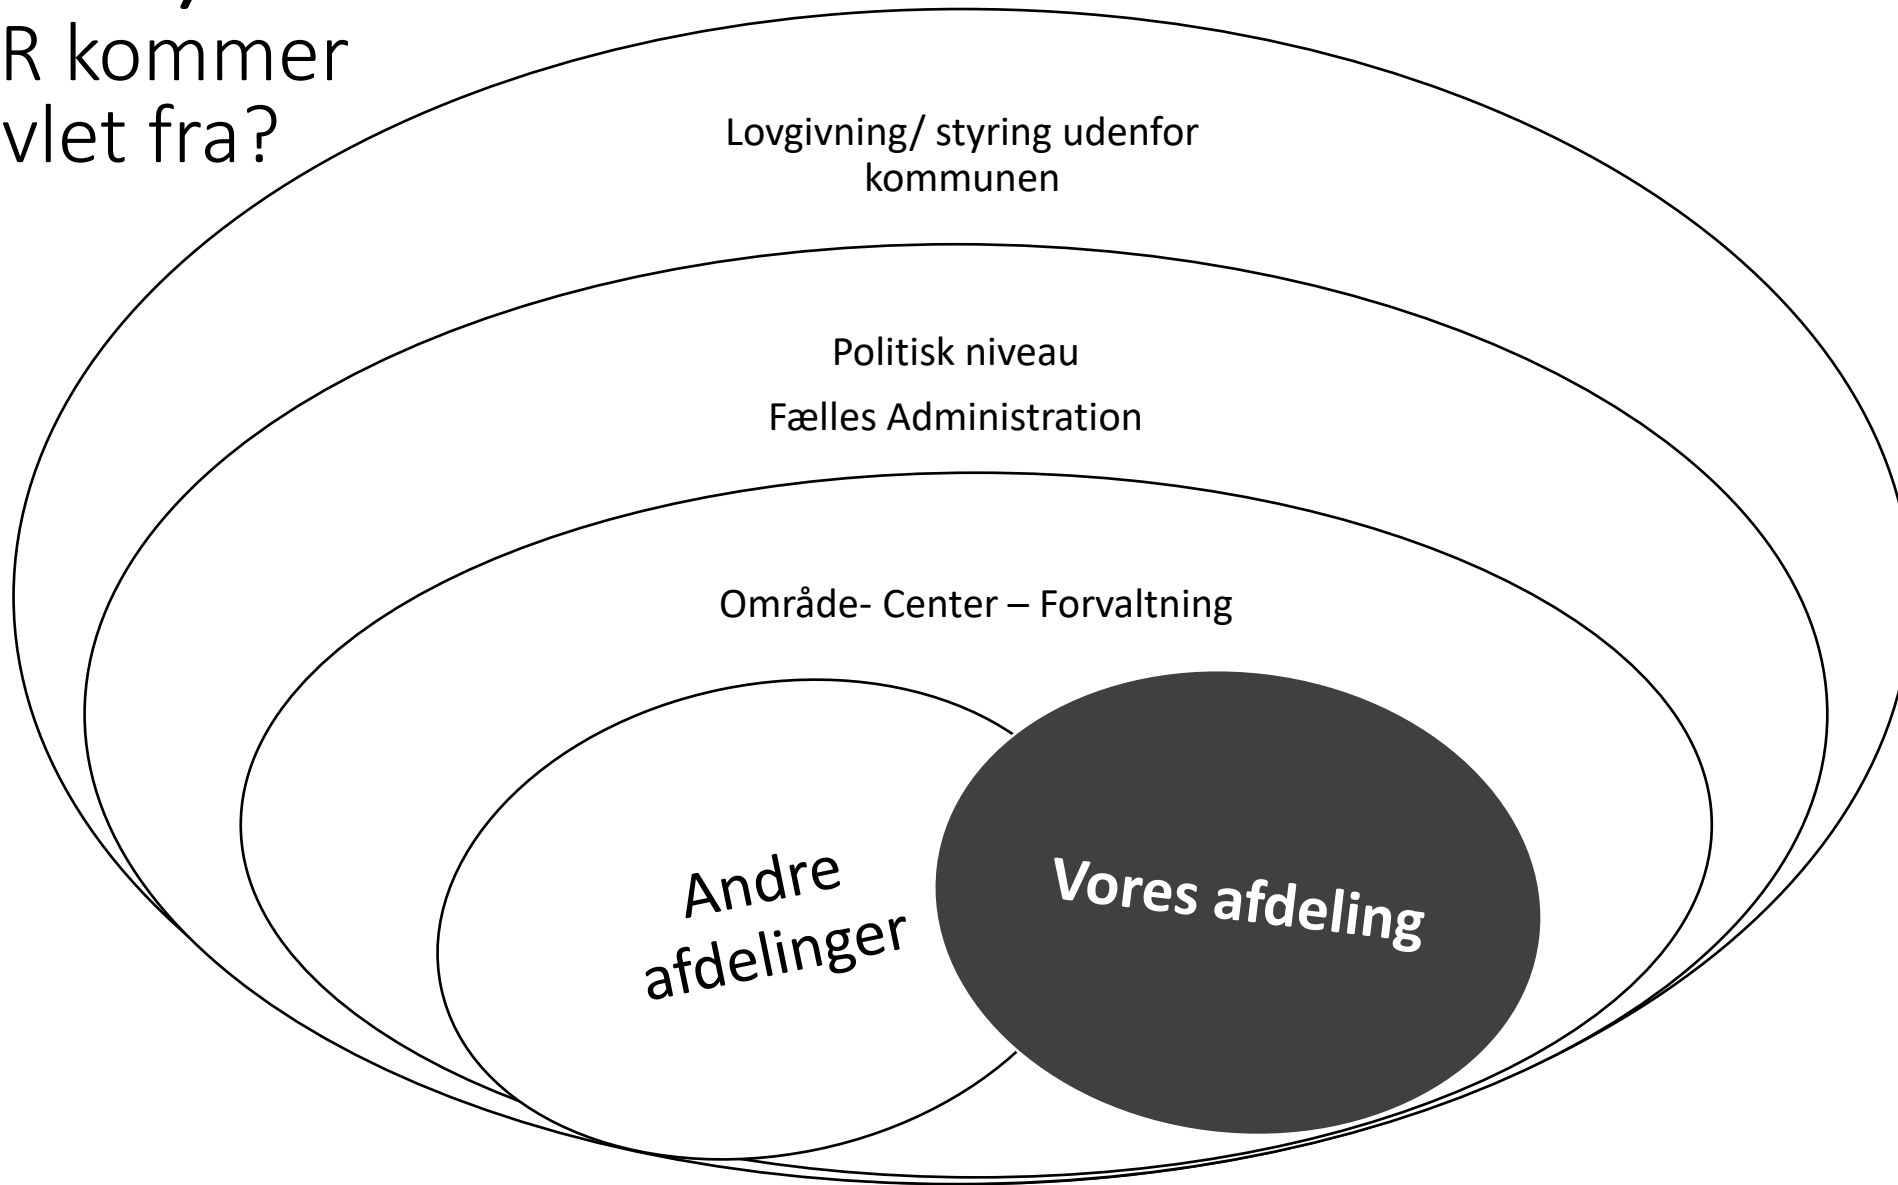 R kommer
vlet fra?
Lovgivning/ styring udenfor
kommunen
Politisk niveau
Fælles Administration
Område- Center – Forvaltning
Andre
afdelinger
Vores afdeling